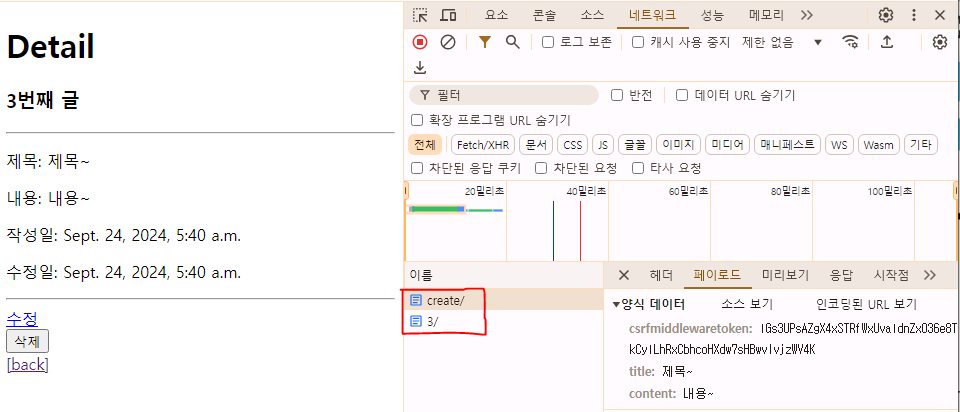 Detail
3번째 글
제목: 제목~
내용: 내용~
작성일: Sept. 24, 2024, 5:40 a.m.
수정일: Sept. 24, 2024, 5:40 a.m.
수정
삭제
[back]
요소 콘솔 소스 네트워크 성능 메모리
로그 보존 캐시 사용 중지 제한 없음
필터 반전 데이터 URL 숨기기
확장 프로그램 URL 숨기기
전체 Fetch/XHR 문서 CSS JS 글꼴 이미지 미디어 매니페스트 WS Wasm 기타
차단된 응답 쿠키 차단된 요청 타사 요청
20밀리초 40밀리초 60밀리초 80밀리초 100밀리초
이름
create/
3/
헤더 페이로드 미리보기 응답 시작점
▼양식 데이터 소스 보기 인코딩된 URL 보기
csrfmiddlewaretoken:
title: 제목~
content: 내용~